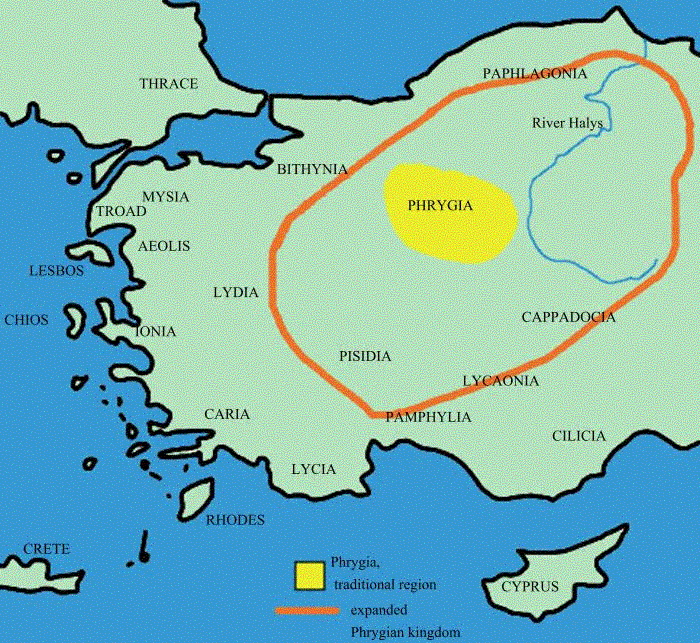 THRACE
PAPHLAGONIA
River Halys
BITHYNIA
MYSIA
TROAD
PHRYGIA
AEOLIS
LESBOS
LYDIA
CHIOS
IONIA
CAPPADOCIA
PISIDIA
LYCAONIA
CARIA
PAMPHYLIA
CILICIA
LYCIA
RHODES
CRETE
CYPRUS
Phrygia,
traditional region
expanded
Phrygian kingdom